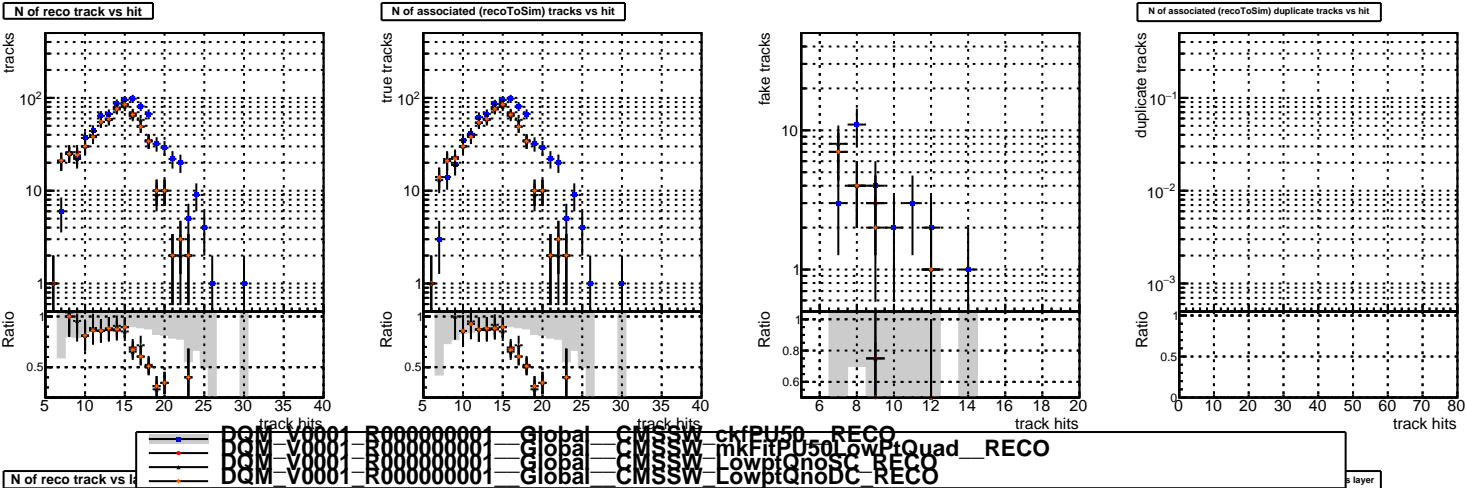 N of reco track vs hit
N of associated (recoToSim) tracks vs hit
N of associated (recoToSim) duplicate tracks vs hit
tracks
10²
10
1
Ratio
1
0.5
5 10 15 20 25 30 35 40
track hits
true tracks
10²
10
1
Ratio
1
0.5
5 10 15 20 25 30 35 40
track hits
fake tracks
10
1
Ratio
1
0.8
0.6
6 8 10 12 14 16 18 20
track hits
duplicate tracks
10⁻¹
10⁻²
10⁻³
Ratio
1
0.5
0
0 10 20 30 40 50 60 70 80
track hits
DQM_V0001_R000000001__Global__CMSSW_ckfPU50__RECO
DQM_V0001_R000000001__Global__CMSSW_mkFitPU50LowPtQuad__RECO
DQM_V0001_R000000001__Global__CMSSW_LowptQnoSC_RECO
DQM_V0001_R000000001__Global__CMSSW_LowptQnoDC_RECO
N of reco track vs
s layer